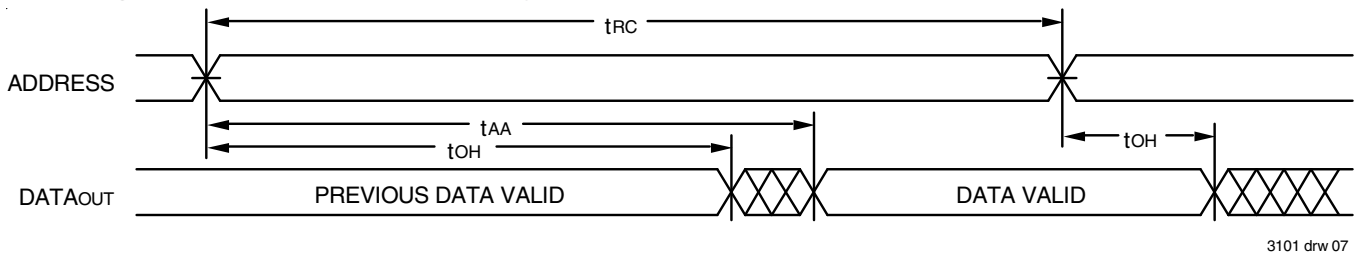 tRC
ADDRESS
tAA
tOH tOH
DATAOUT PREVIOUS DATA VALID DATA VALID
3101 drw 07